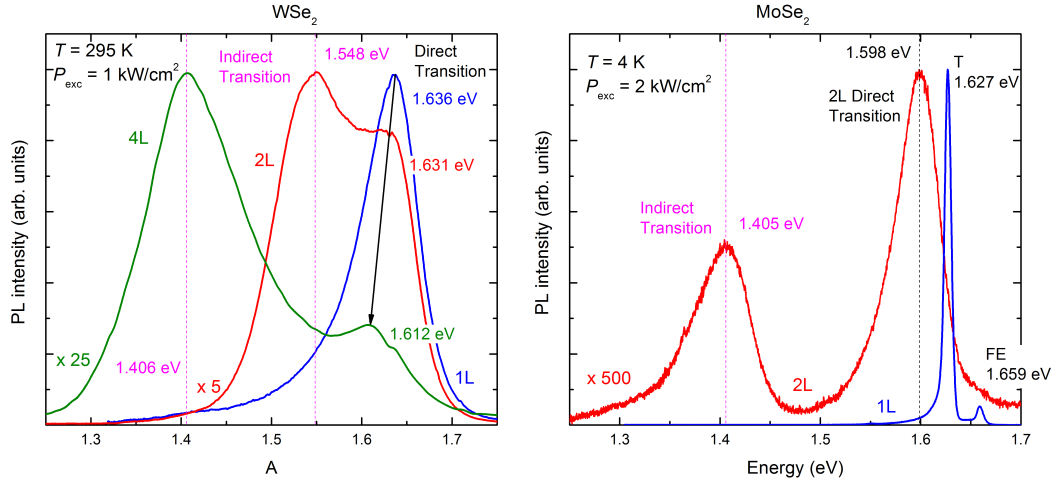 WSe2
T = 295 K
Pexc = 1 kW/cm2
Indirect
Transition
1.548 eV
Direct
Transition
1.636 eV
4L
2L
1.631 eV
1.612 eV
x 25
1.406 eV
x 5
1L
PL intensity (arb. units)
1.3
1.4
1.5
1.6
1.7
A
MoSe2
T = 4 K
Pexc = 2 kW/cm2
1.598 eV
T
1.627 eV
2L Direct
Transition
Indirect
Transition
1.405 eV
FE
1.659 eV
x 500
2L
1L
PL intensity (arb. units)
1.3
1.4
1.5
1.6
1.7
Energy (eV)